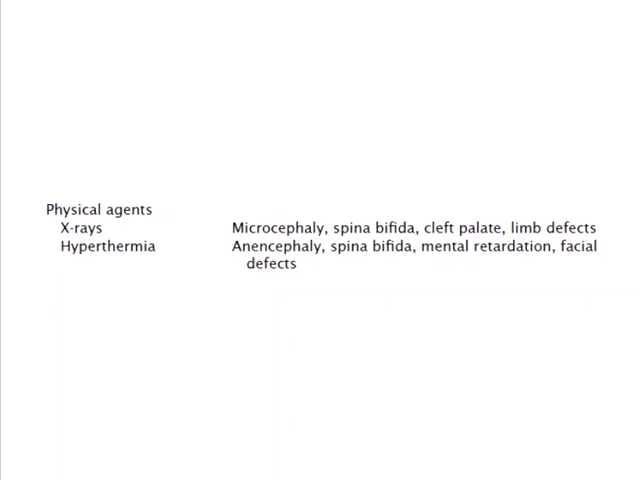 Physical agents
X-rays Microcephaly, spina bifida, cleft palate, limb defects
Hyperthermia Anencephaly, spina bifida, mental retardation, facial
defects